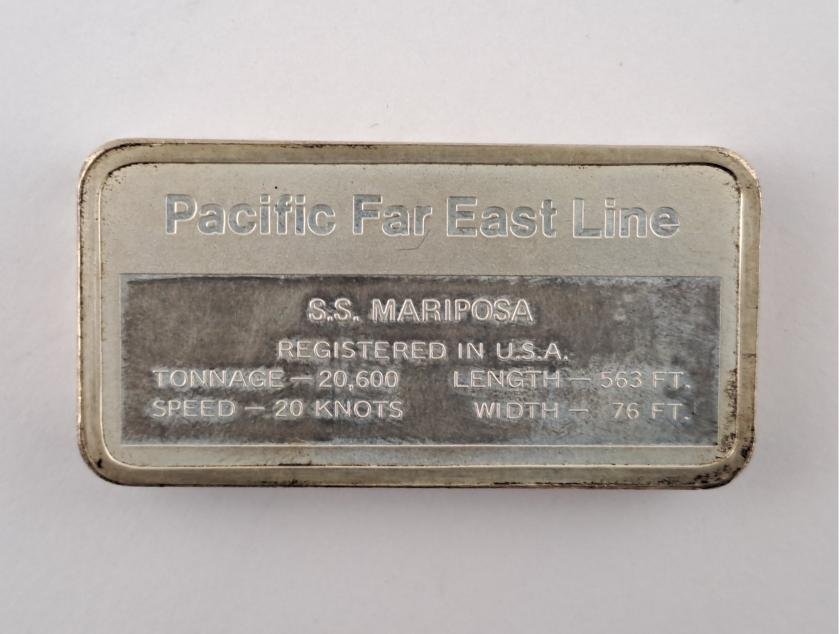 Pacific Far East Line
S.S. MARIPOSA
REGISTERED IN U.S.A.
TONNAGE – 20,600 LENGTH – 563 FT.
SPEED – 20 KNOTS WIDTH – 76 FT.